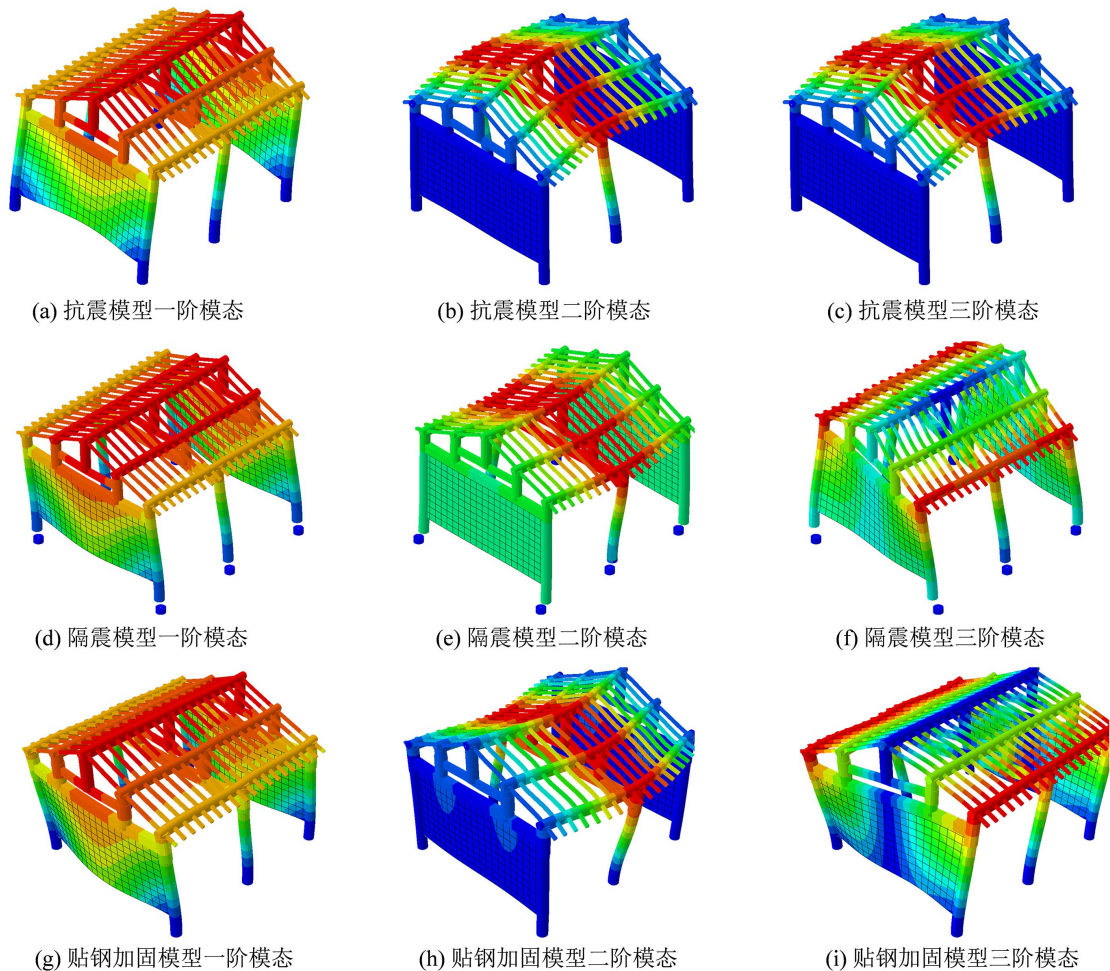 (a) 抗震模型一阶模态
(b) 抗震模型二阶模态
(c) 抗震模型三阶模态
(d) 隔震模型一阶模态
(e) 隔震模型二阶模态
(f) 隔震模型三阶模态
(g) 贴钢加固模型一阶模态
(h) 贴钢加固模型二阶模态
(i) 贴钢加固模型三阶模态